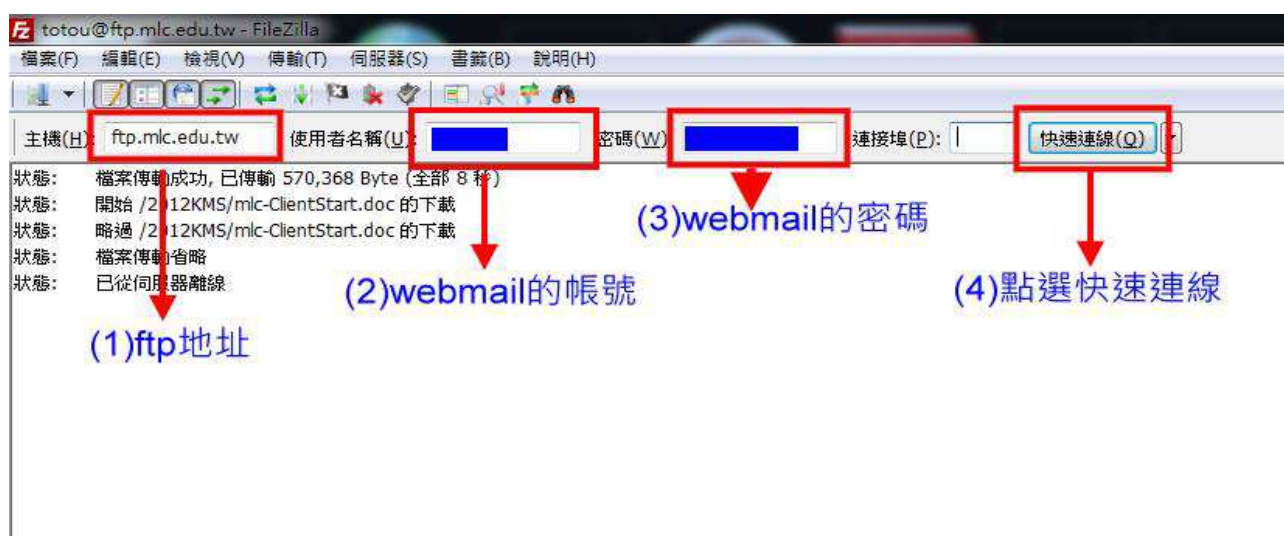 totou@ftp.mlc.edu.tw - FileZilla
檔案(F) 編輯(E) 檢視(V) 傳輸(T) 伺服器(S) 書籤(B) 說明(H)
主機(H): ftp.mlc.edu.tw 使用者名稱(U): 密碼(W) 連接埠(P): 快速連線(Q)
狀態: 檔案傳輸成功, 已傳輸 570,368 Byte (全部 8 秒)
狀態: 開始 /2012KMS/mlc-ClientStart.doc 的下載
狀態: 略過 /2012KMS/mlc-ClientStart.doc 的下載
狀態: 檔案傳輸省略
狀態: 已從伺服器離線
(3)webmail的密碼
(2)webmail的帳號
(4)點選快速連線
(1)ftp地址